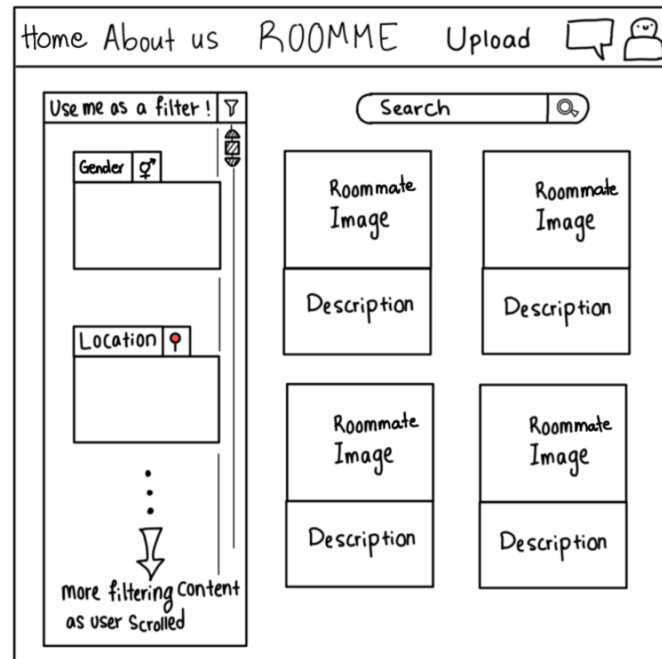 Home About us ROOMME Upload
Use me as a filter!
Search
Gender
Location
more filtering Content
as user Scrolled
Roommate
Image
Description
Roommate
Image
Description
Roommate
Image
Description
Roommate
Image
Description